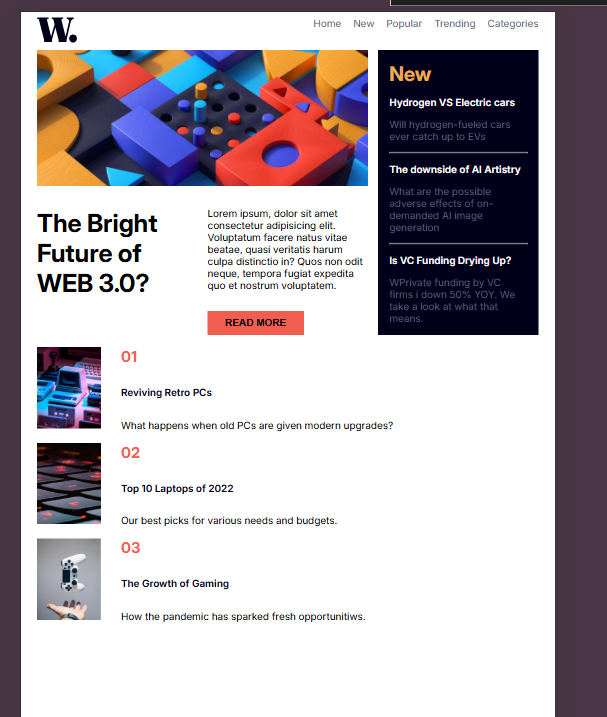 W.
Home New Popular Trending Categories
New
Hydrogen VS Electric cars
Will hydrogen-fueled cars
ever catch up to EVs
The downside of AI Artistry
What are the possible
adverse effects of on-
demanded AI image
generation
Is VC Funding Drying Up?
WPrivate funding by VC
firms i down 50% YOY. We
take a look at what that
means.
The Bright
Future of
WEB 3.0?
Lorem ipsum, dolor sit amet
consectetur adipisicing elit.
Voluptatum facere natus vitae
beatae, quasi veritatis harum
culpa distinctio in? Quos non odit
neque, tempora fugiat expedita
quo et nostrum voluptatem.
READ MORE
01
Reviving Retro PCs
What happens when old PCs are given modern upgrades?
02
Top 10 Laptops of 2022
Our best picks for various needs and budgets.
03
The Growth of Gaming
How the pandemic has sparked fresh opportunitiws.